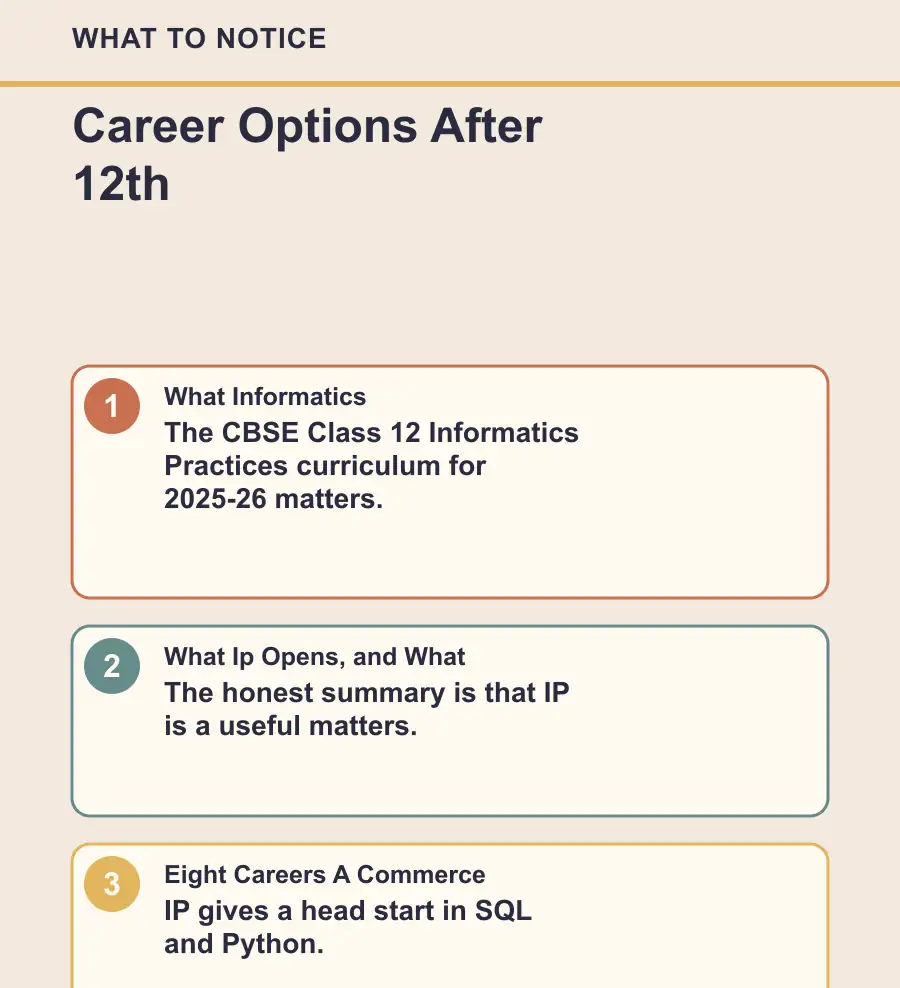 WHAT TO NOTICE
Career Options After
12th
1
What Informatics
The CBSE Class 12 Informatics
Practices curriculum for
2025-26 matters.
2
What Ip Opens, and What
The honest summary is that IP
is a useful matters.
3
Eight Careers A Commerce
IP gives a head start in SQL
and Python.